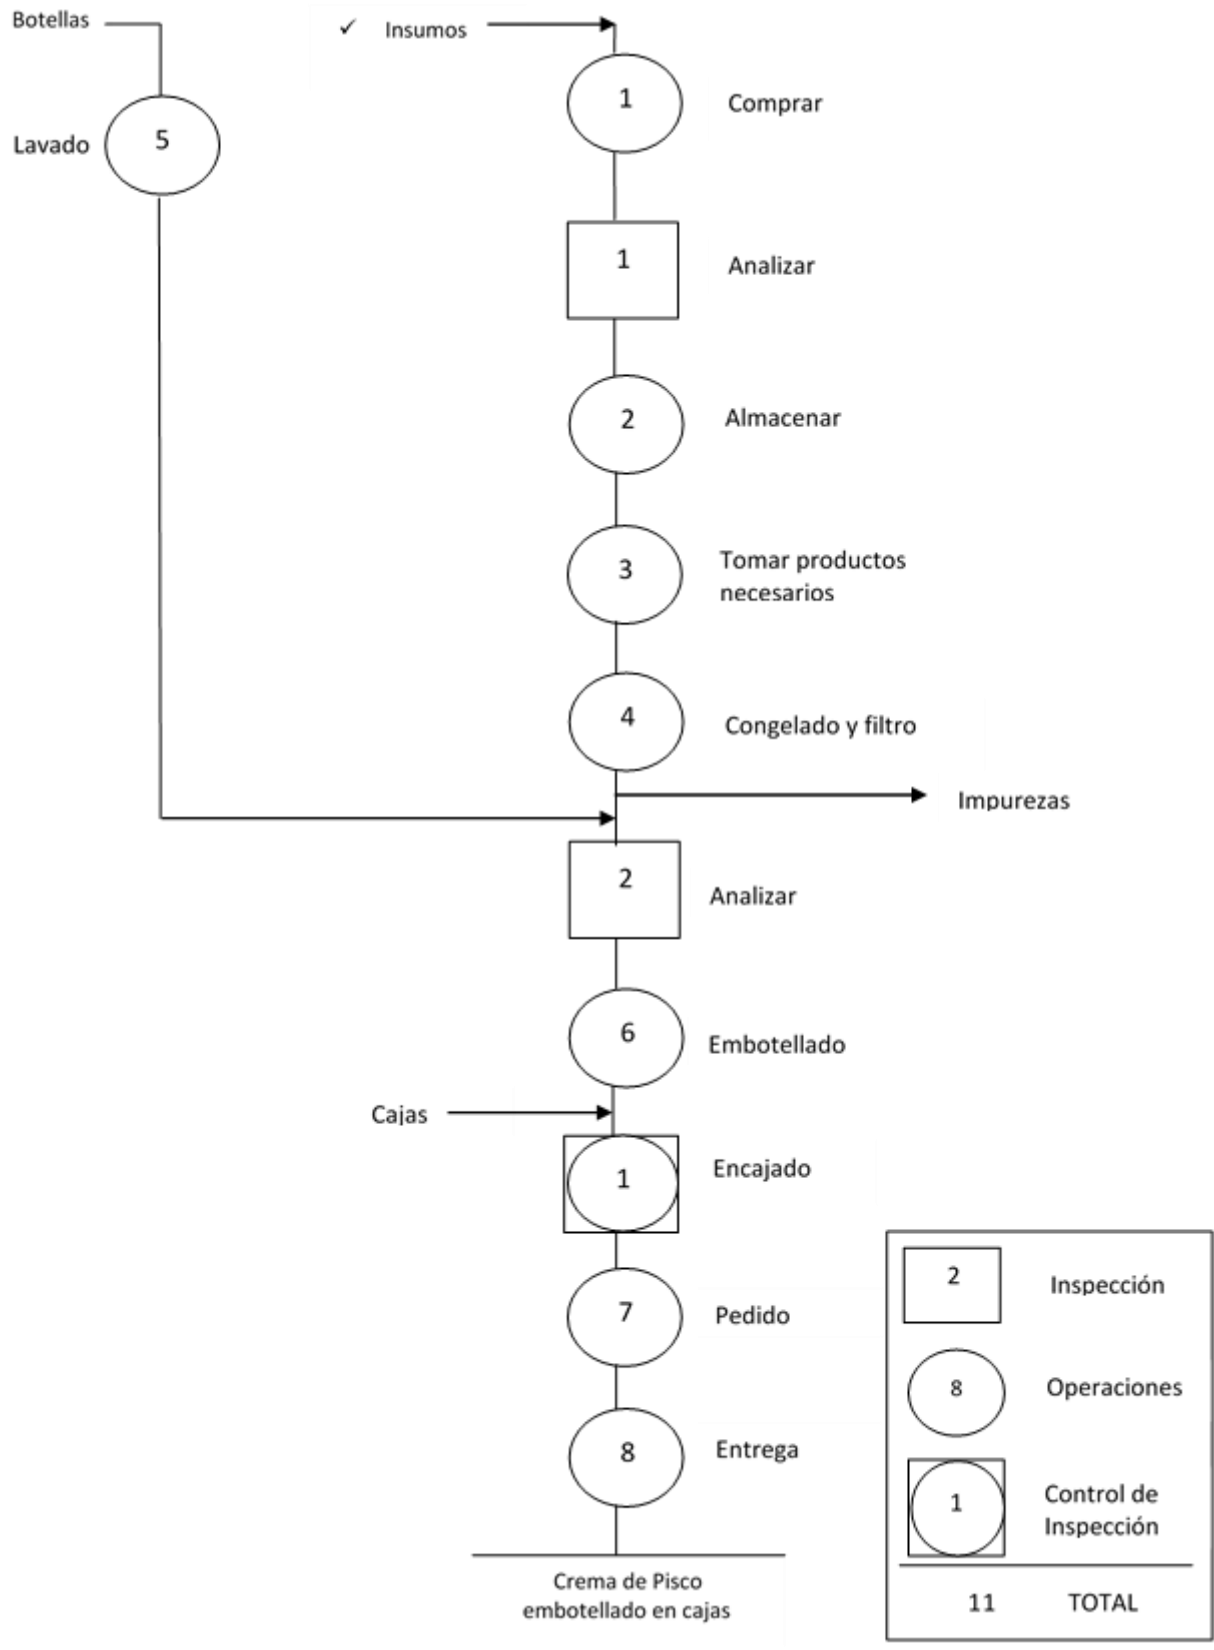 Botellas
✓ Insumos
1
Comprar
5
Lavado
1
Analizar
2
Almacenar
3
Tomar productos
necesarios
4
Congelado y filtro
Impurezas
2
Analizar
6
Embotellado
Cajas
1
Encajado
7
Pedido
8
Entrega
Crema de Pisco
embotellado en cajas
2
Inspección
8
Operaciones
1
Control de
Inspección
11 TOTAL